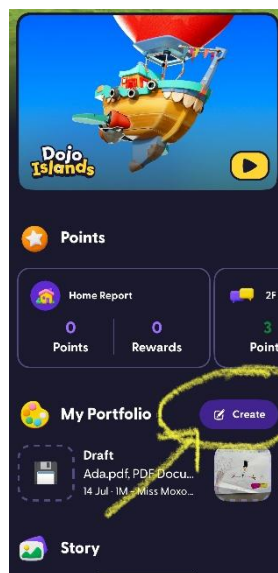 Dojo
Islands
Points
Home Report
0
Points
0
Rewards
2F
3
Point
My Portfolio
Create
Draft
Ada.pdf, PDF Docu...
14 Jul · 1M · Miss Moxo...
Story